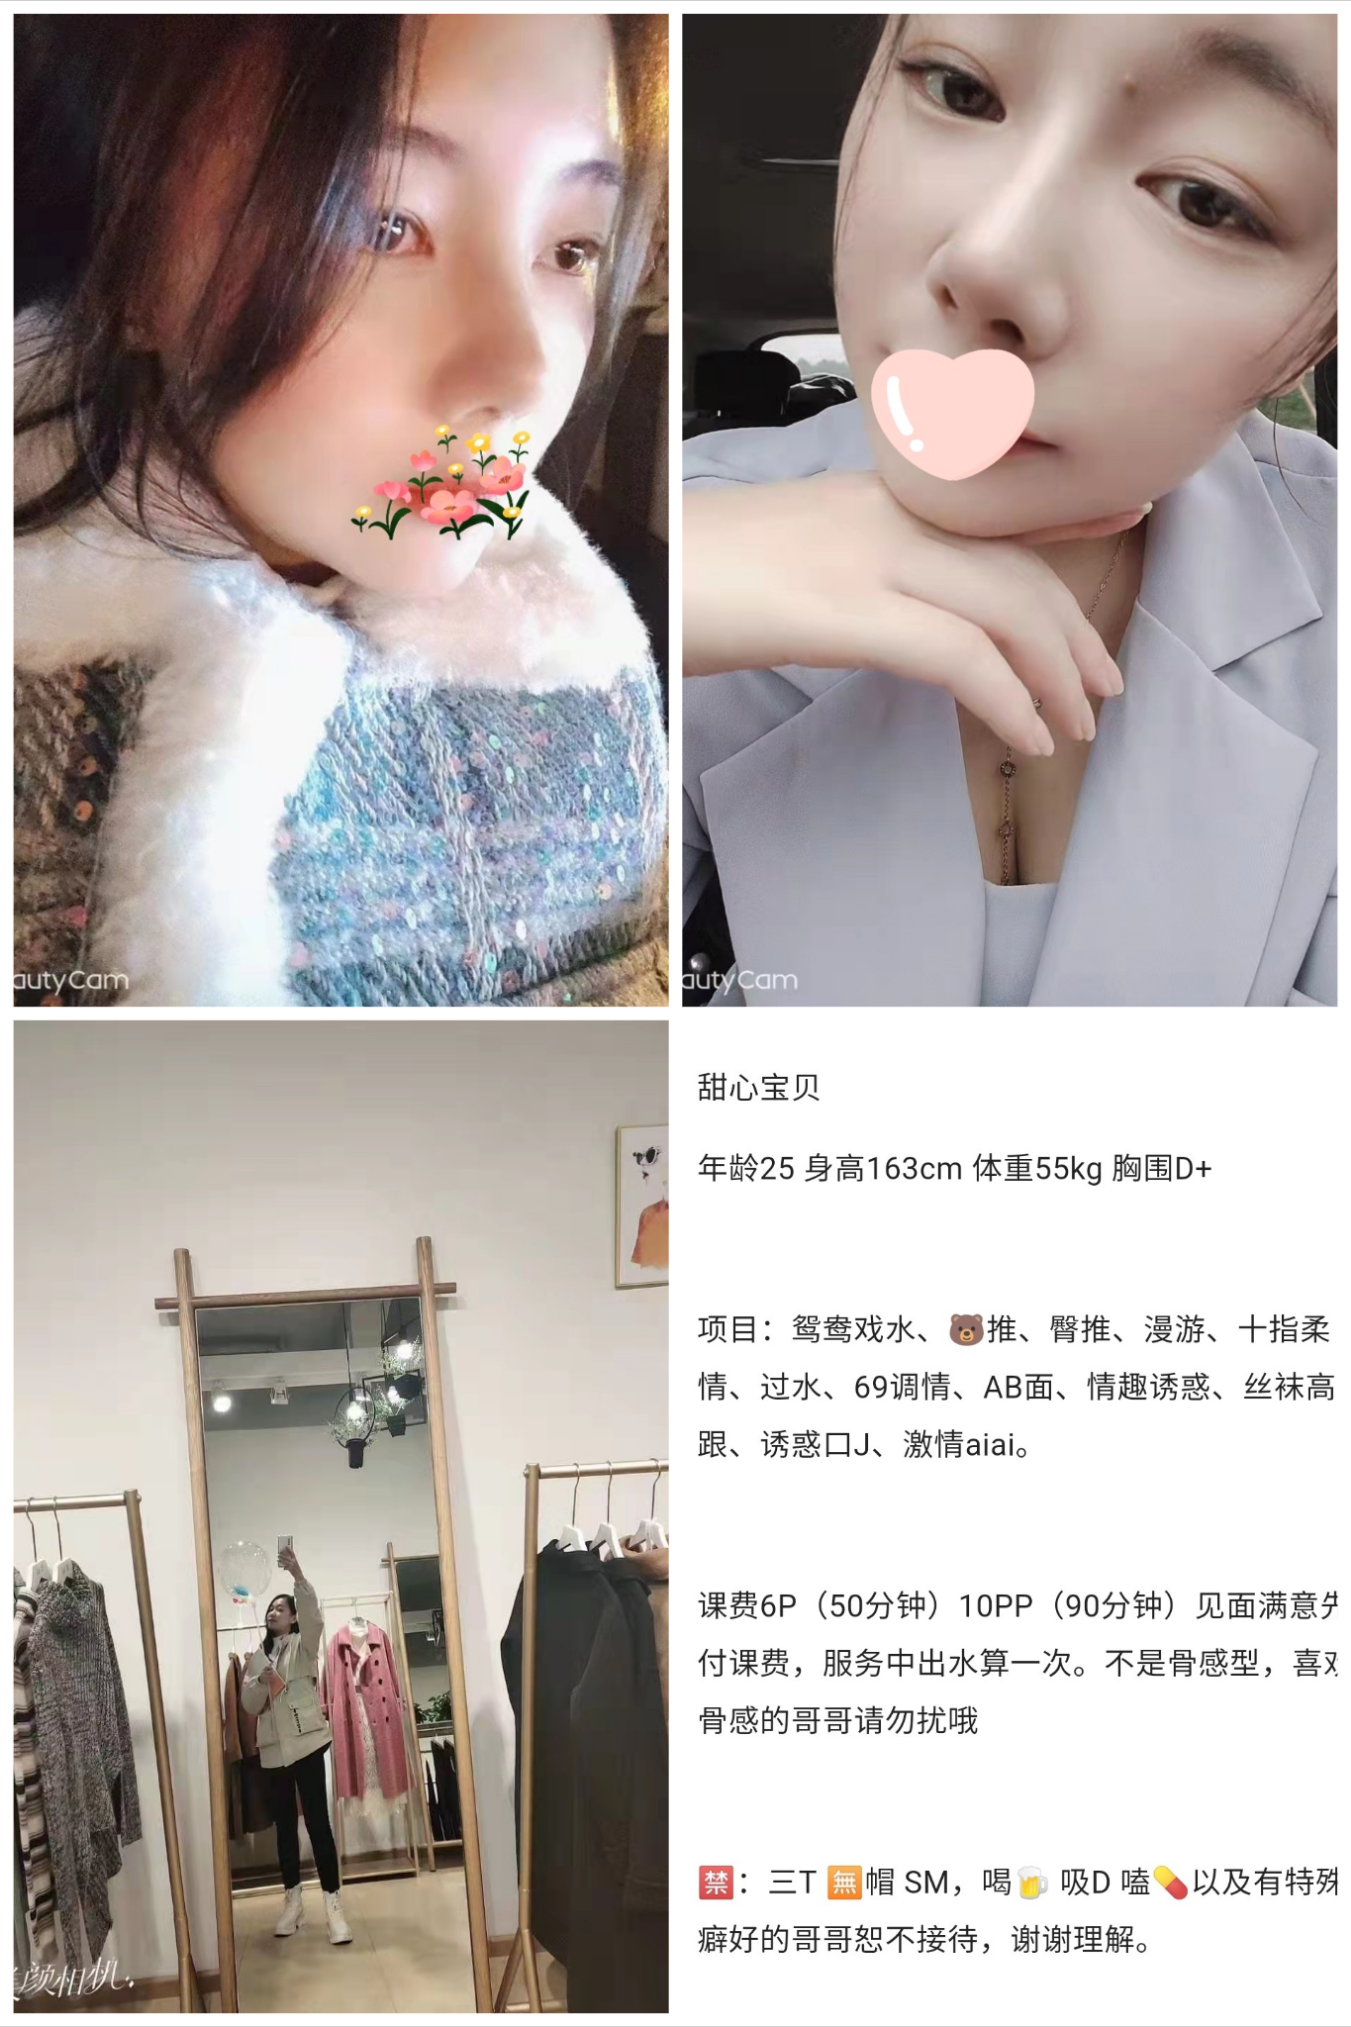 autyCam
autyCam
甜心宝贝
年龄25 身高163cm 体重55kg 胸围D+
项目：鸳鸯戏水、🐻推、臀推、漫游、十指柔
情、过水、69调情、AB面、情趣诱惑、丝袜高
跟、诱惑口J、激情aiai。
课费6P（50分钟）10PP（90分钟）见面满意先
付课费，服务中出水算一次。不是骨感型，喜欢
骨感的哥哥请勿扰哦
🈲：三T 🈚帽 SM，喝🍺 吸D 嗑💊以及有特殊
癖好的哥哥恕不接待，谢谢理解。
美颜相机.